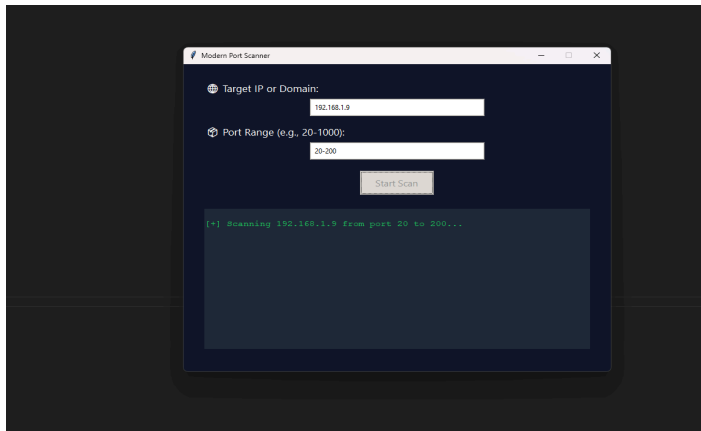 Modern Port Scanner
Target IP or Domain:
192.168.1.9
Port Range (e.g., 20-1000):
20-200
Start Scan
[+] Scanning 192.168.1.9 from port 20 to 200...